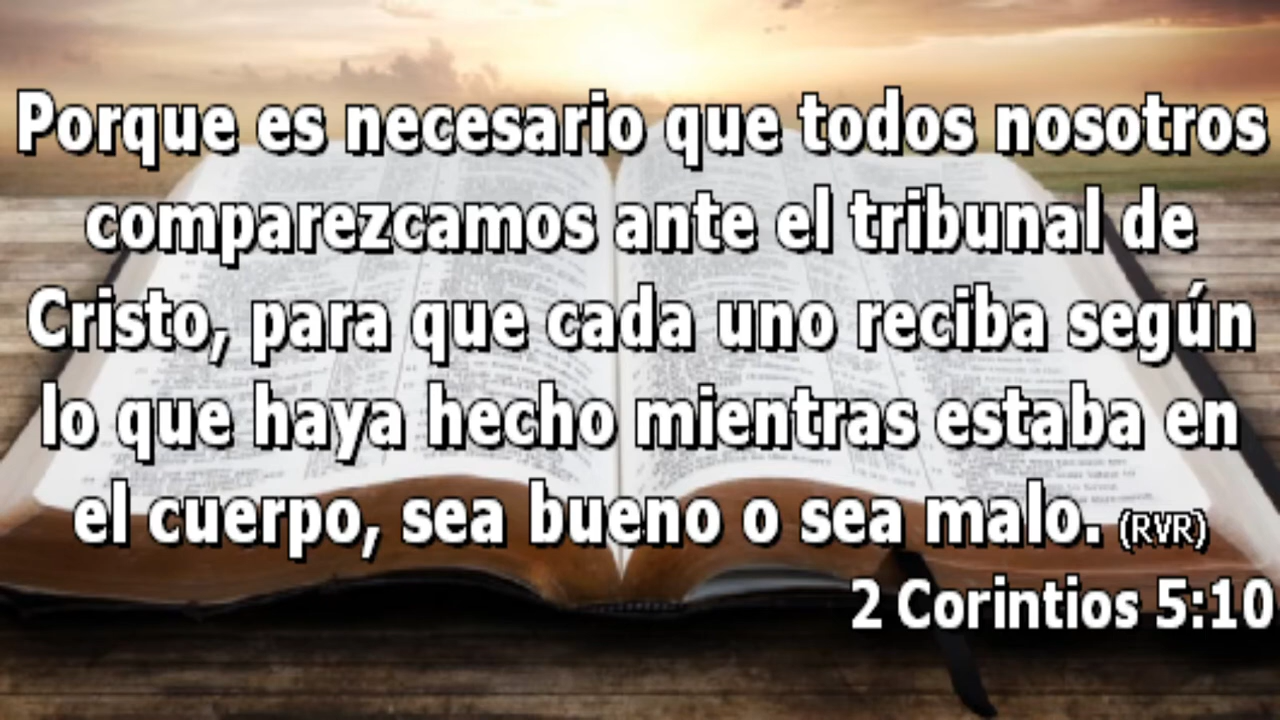 Porque es necesario que todos nosotros
comparezcamos ante el tribunal de
Cristo, para que cada uno reciba según
lo que haya hecho mientras estaba en
el cuerpo, sea bueno o sea malo. (RVR)
2 Corintios 5:10